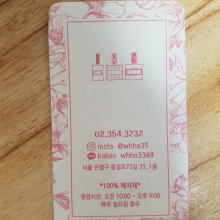 02.354.3232
insta @whho35
kakao whho3349
서울 은평구 통일로72길 35, 1층
*100% 예약제*
영업시간 오전 10:00 ~ 오후 9:00
매주 일요일 휴무